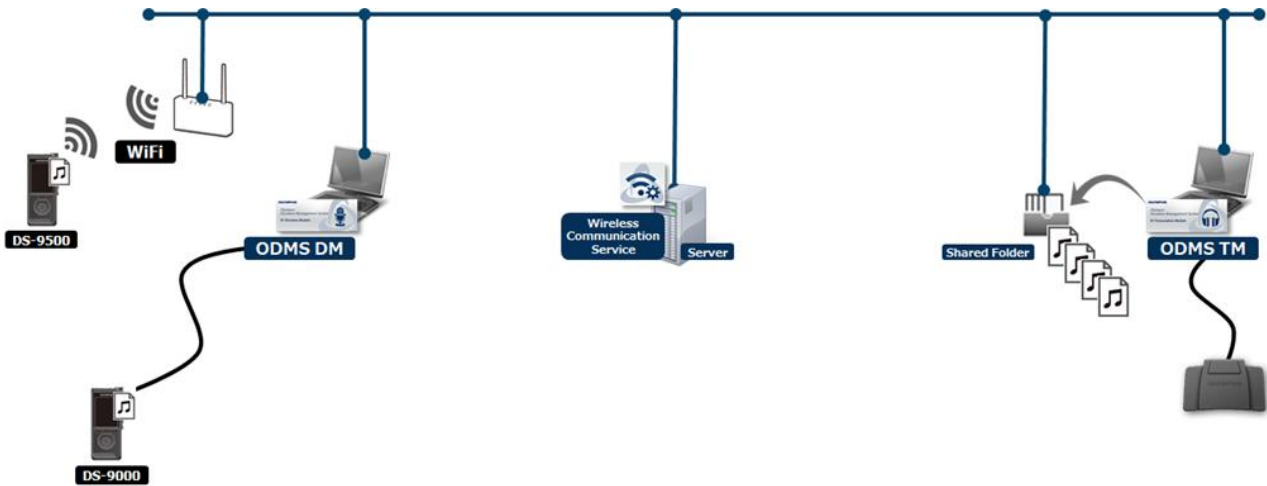 WiFi
DS-9500
ODMS DM
Wireless
Communication
Service
Server
Shared Folder
ODMS TM
DS-9000